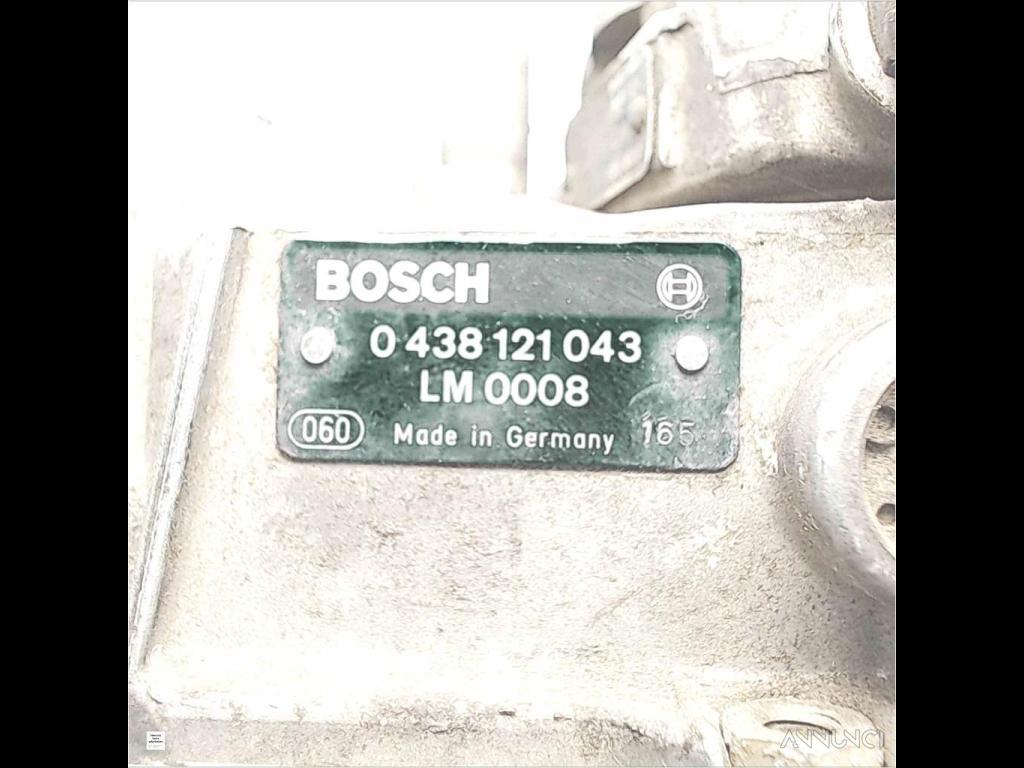 BOSCH
0 438 121 043
LM 0008
060 Made in Germany 165
ANNUNCI